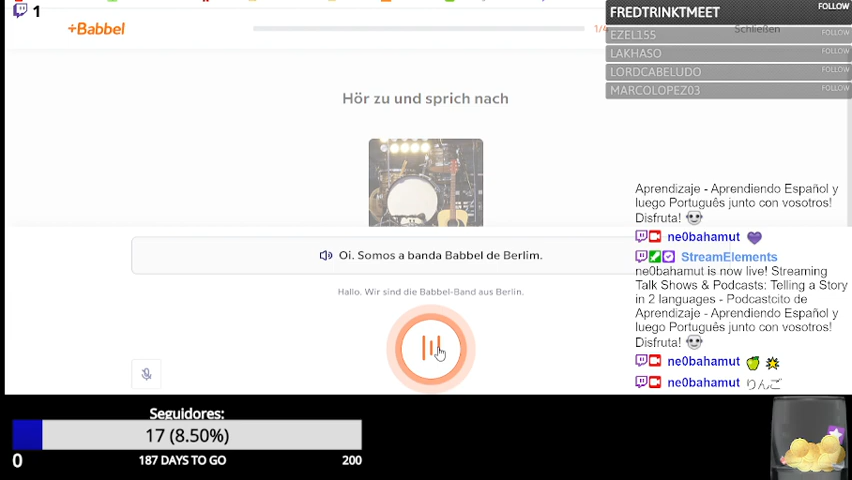 1
FREDTRINKTMEET FOLLOW
+Babbel
1/4
Schließen
EZEL155 FOLLOW
LAKHASO FOLLOW
LORDCABELUDO FOLLOW
MARCOLOPEZ03 FOLLOW
Hör zu und sprich nach
Oi. Somos a banda Babbel de Berlim.
Hallo. Wir sind die Babbel-Band aus Berlin.
Aprendizaje - Aprendiendo Español y
luego Portugués junto con vosotros!
Disfruta!
ne0bahamut
StreamElements
ne0bahamut is now live! Streaming
Talk Shows & Podcasts: Telling a Story
in 2 languages - Podcastcito de
Aprendizaje - Aprendiendo Español y
luego Portugués junto con vosotros!
Disfruta!
ne0bahamut
ne0bahamut りんご
Seguidores:
17 (8.50%)
0 187 DAYS TO GO 200